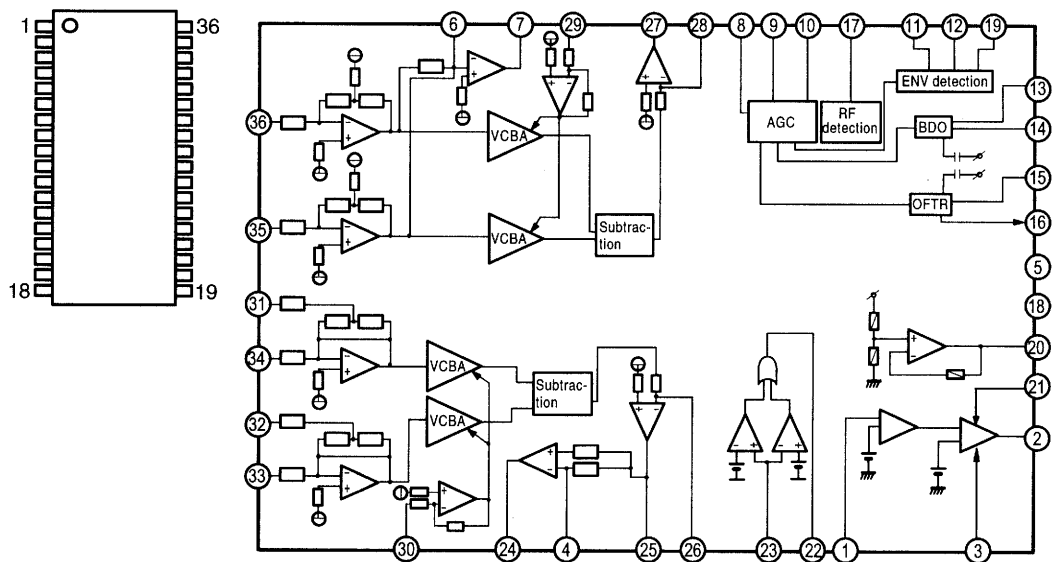 1 36
18 19
6 7 29 27 28 8 9 10 17 11 12 19
36
35
31
34
32
33
VCBA
VCBA
Subtrac-
tion
AGC
RF
detection
ENV detection
BDO
OFTR
13
14
15
16
5
18
20
21
2
VCBA
VCBA
Subtrac-
tion
30 24 4 25 26 23 22 1 3
- + - + + - + -
- + - + + - + -
- + - +
+ - + - - + + -
+
-